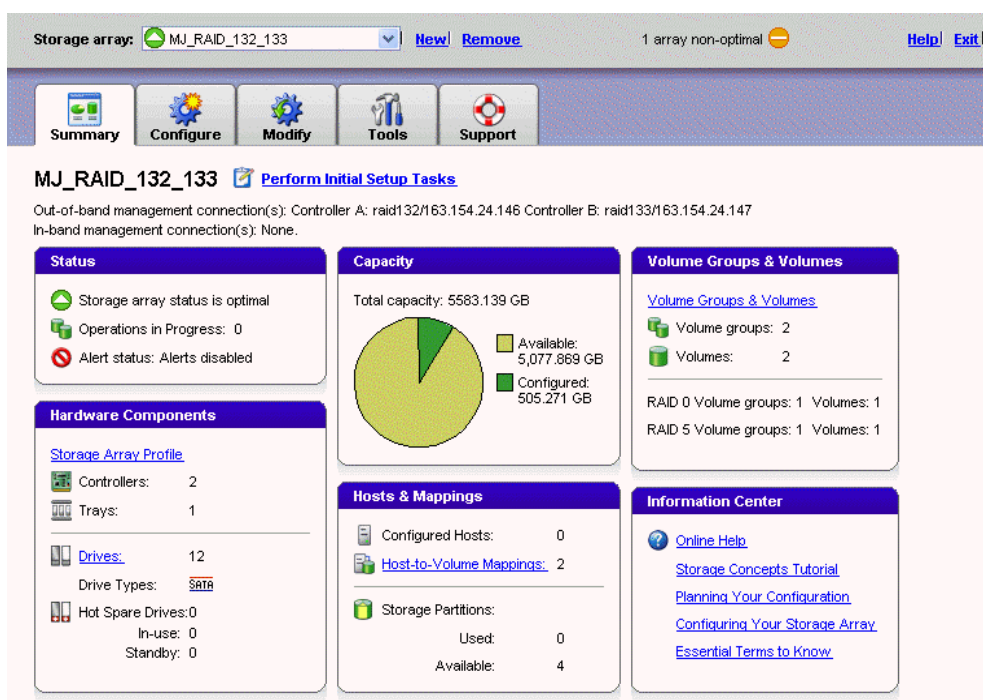 Storage array: MJ_RAID_132_133 New Remove 1 array non-optimal Help Exit
Summary Configure Modify Tools Support
MJ_RAID_132_133 Perform Initial Setup Tasks
Out-of-band management connection(s): Controller A: raid132/163.154.24.146 Controller B: raid133/163.154.24.147
In-band management connection(s): None.
Status
Storage array status is optimal
Operations in Progress: 0
Alert status: Alerts disabled
Hardware Components
Storage Array Profile
Controllers: 2
Trays: 1
Drives: 12
Drive Types: SATA
Hot Spare Drives:0
In-use: 0
Standby: 0
Capacity
Total capacity: 5583.139 GB
Available:
5,077.869 GB
Configured:
505.271 GB
Hosts & Mappings
Configured Hosts: 0
Host-to-Volume Mappings: 2
Storage Partitions:
Used: 0
Available: 4
Volume Groups & Volumes
Volume Groups & Volumes
Volume groups: 2
Volumes: 2
RAID 0 Volume groups: 1 Volumes: 1
RAID 5 Volume groups: 1 Volumes: 1
Information Center
Online Help
Storage Concepts Tutorial
Planning Your Configuration
Configuring Your Storage Array
Essential Terms to Know